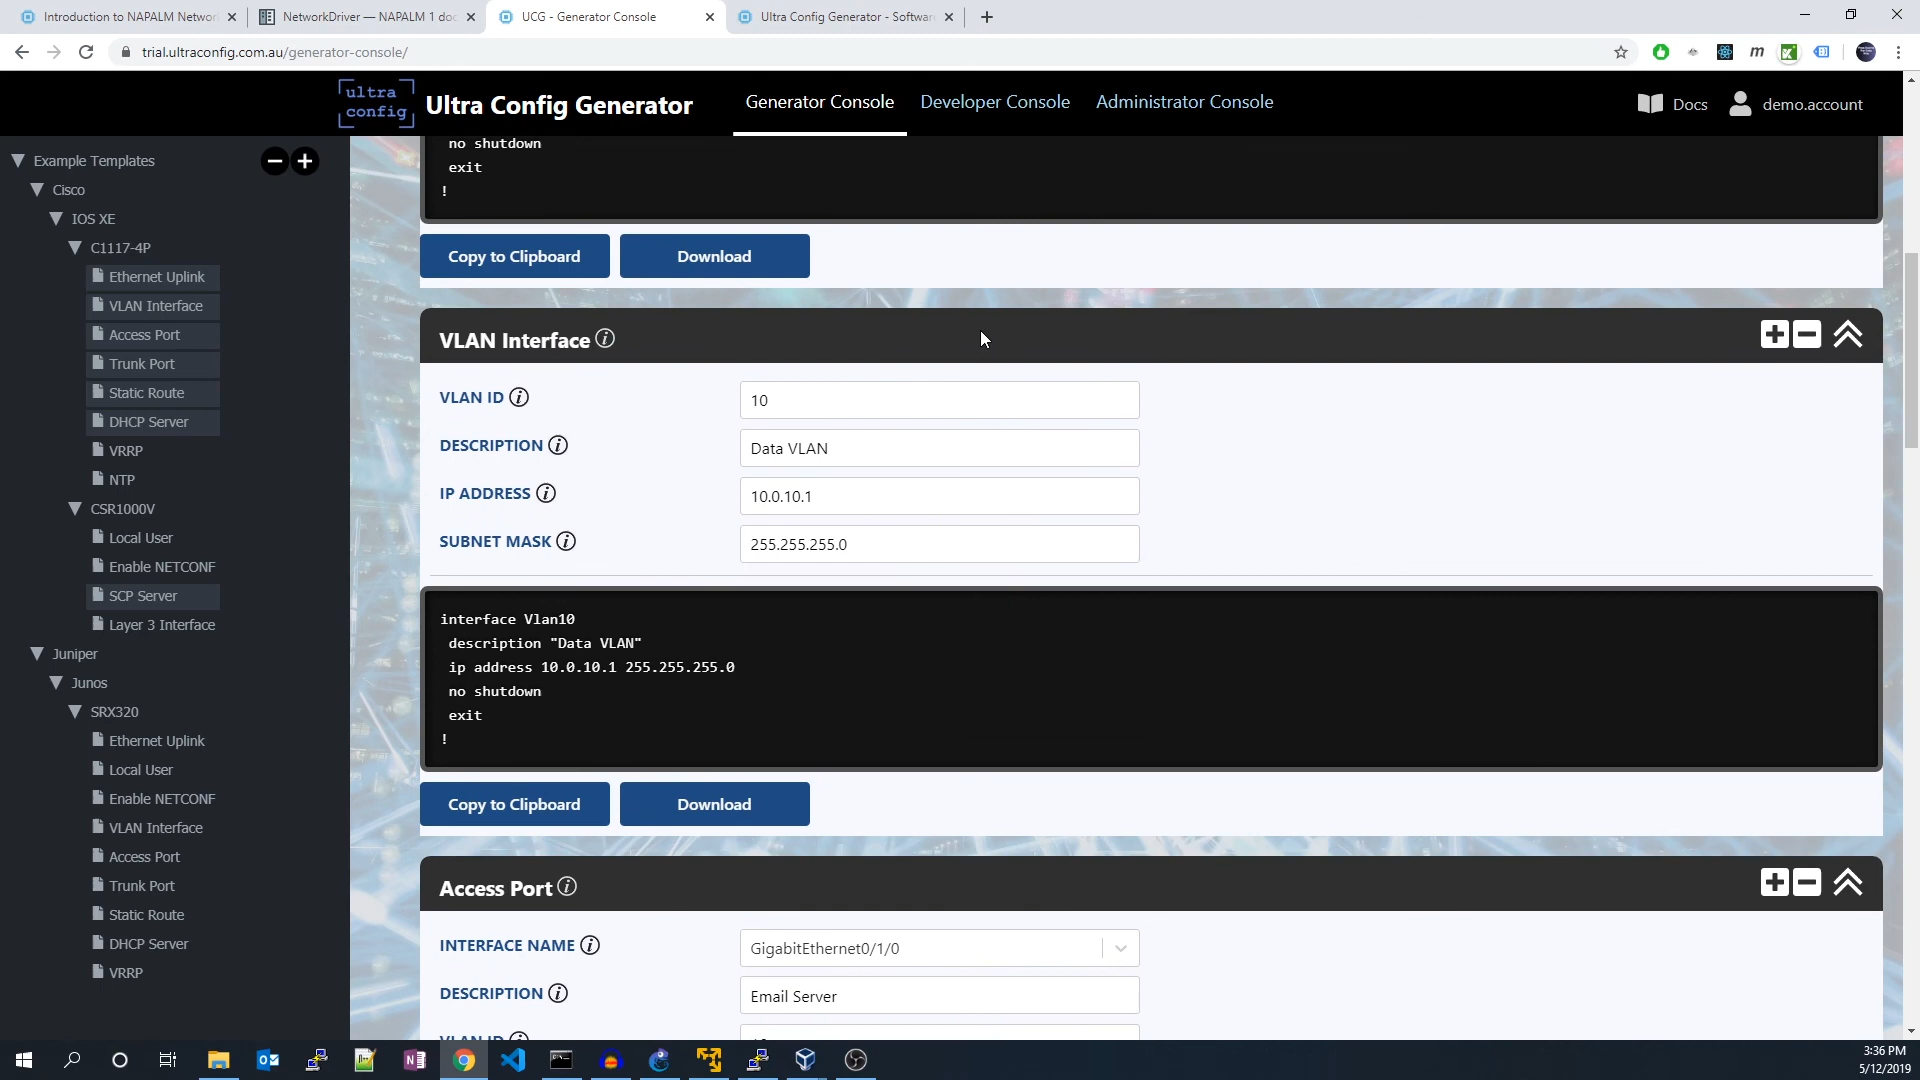 Introduction to NAPALM Networ
NetworkDriver — NAPALM 1 doc
UCG - Generator Console
Ultra Config Generator - Softwar
trial.ultraconfig.com.au/generator-console/
ultra
config
Ultra Config Generator
Generator Console
Developer Console
Administrator Console
Docs
demo.account
Example Templates
Cisco
IOS XE
C1117-4P
Ethernet Uplink
VLAN Interface
Access Port
Trunk Port
Static Route
DHCP Server
VRRP
NTP
CSR1000V
Local User
Enable NETCONF
SCP Server
Layer 3 Interface
Juniper
Junos
SRX320
Ethernet Uplink
Local User
Enable NETCONF
VLAN Interface
Access Port
Trunk Port
Static Route
DHCP Server
VRRP
no shutdown
exit
!
Copy to Clipboard
Download
VLAN Interface
VLAN ID
10
DESCRIPTION
Data VLAN
IP ADDRESS
10.0.10.1
SUBNET MASK
255.255.255.0
interface Vlan10
description "Data VLAN"
ip address 10.0.10.1 255.255.255.0
no shutdown
exit
!
Copy to Clipboard
Download
Access Port
INTERFACE NAME
GigabitEthernet0/1/0
DESCRIPTION
Email Server
VLAN ID
3:36 PM
5/12/2019